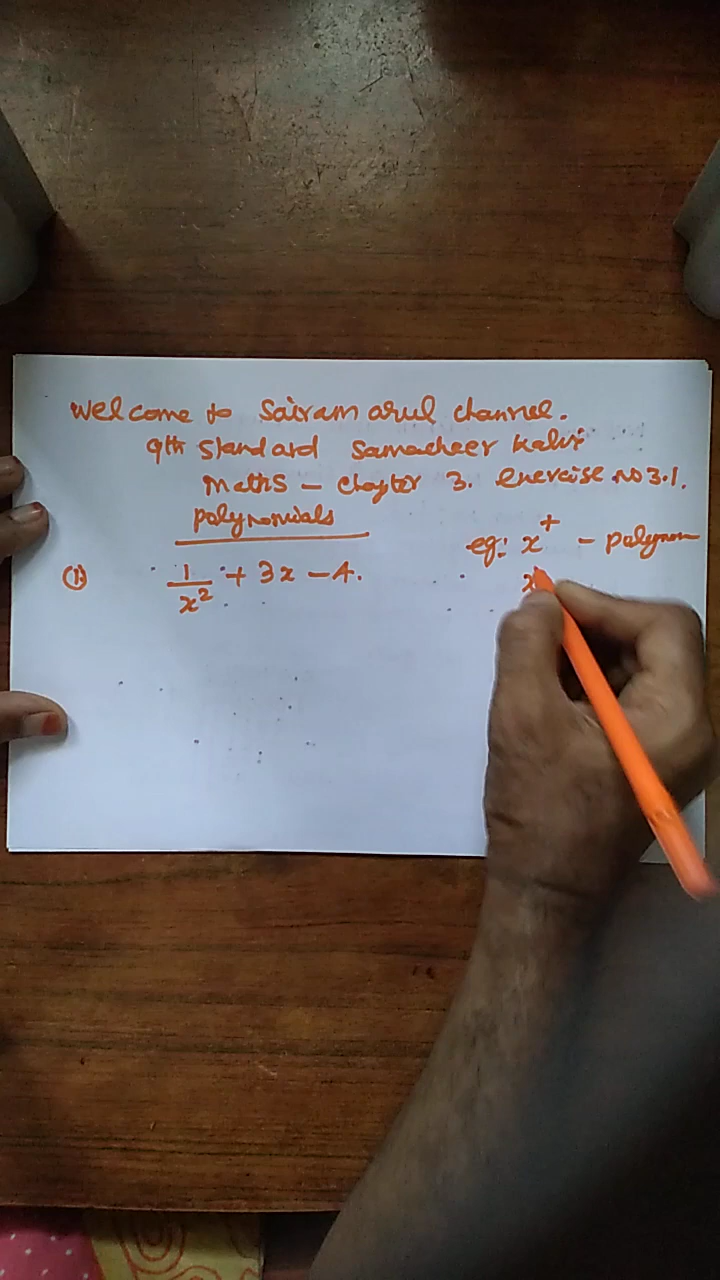 Welcome to Sairam arul channel.
9th standard Samacheer Kalvi
Maths - Chapter 3. exercise no 3.1.
Polynomials
eg: x⁺ - polynom
① 1/x² + 3x - 4.
x